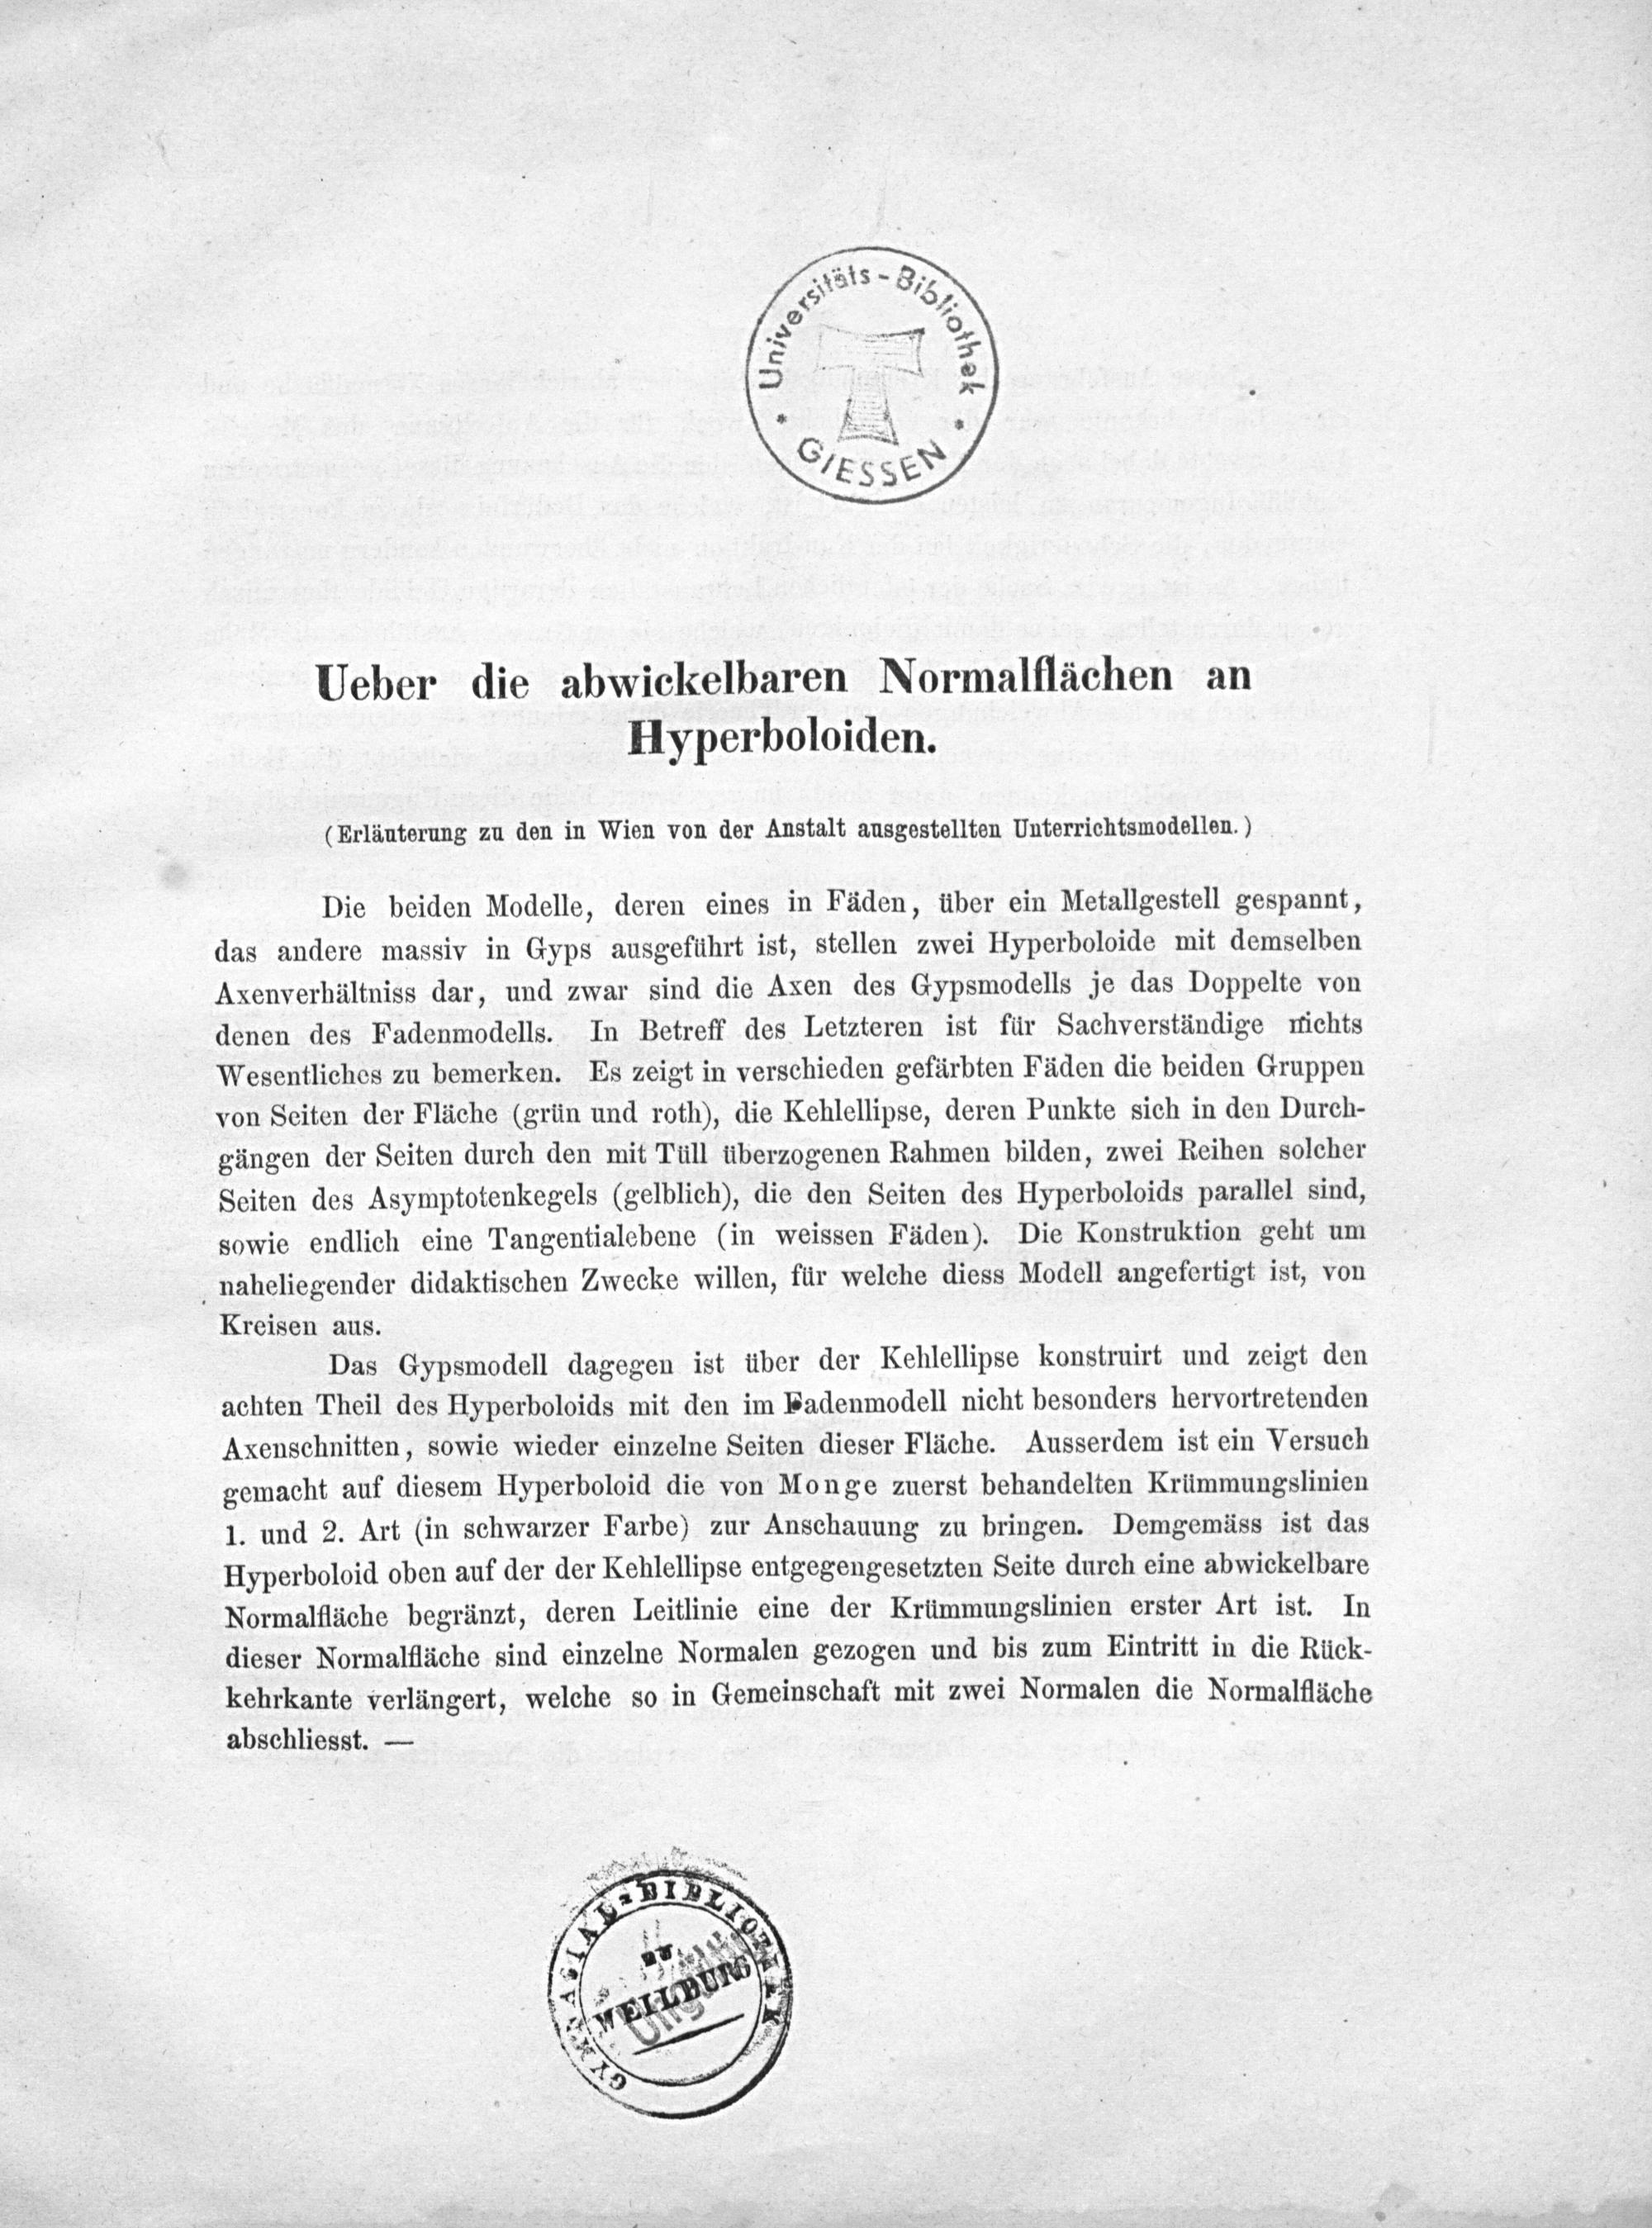 Universitäts-Bibliothek
GIESSEN
Ueber die abwickelbaren Normalflächen an
Hyperboloiden.
(Erläuterung zu den in Wien von der Anstalt ausgestellten Unterrichtsmodellen.)
Die beiden Modelle, deren eines in Fäden, über ein Metallgestell gespannt,
das andere massiv in Gyps ausgeführt ist, stellen zwei Hyperboloide mit demselben
Axenverhältniss dar, und zwar sind die Axen des Gypsmodells je das Doppelte von
denen des Fadenmodells. In Betreff des Letzteren ist für Sachverständige nichts
Wesentliches zu bemerken. Es zeigt in verschieden gefärbten Fäden die beiden Gruppen
von Seiten der Fläche (grün und roth), die Kehlellipse, deren Punkte sich in den Durch-
gängen der Seiten durch den mit Tüll überzogenen Rahmen bilden, zwei Reihen solcher
Seiten des Asymptotenkegels (gelblich), die den Seiten des Hyperboloids parallel sind,
sowie endlich eine Tangentialebene (in weissen Fäden). Die Konstruktion geht um
naheliegender didaktischen Zwecke willen, für welche diess Modell angefertigt ist, von
Kreisen aus.
Das Gypsmodell dagegen ist über der Kehlellipse konstruirt und zeigt den
achten Theil des Hyperboloids mit den im Fadenmodell nicht besonders hervortretenden
Axenschnitten, sowie wieder einzelne Seiten dieser Fläche. Ausserdem ist ein Versuch
gemacht auf diesem Hyperboloid die von Monge zuerst behandelten Krümmungslinien
1. und 2. Art (in schwarzer Farbe) zur Anschauung zu bringen. Demgemäss ist das
Hyperboloid oben auf der der Kehlellipse entgegengesetzten Seite durch eine abwickelbare
Normalfläche begränzt, deren Leitlinie eine der Krümmungslinien erster Art ist. In
dieser Normalfläche sind einzelne Normalen gezogen und bis zum Eintritt in die Rück-
kehrkante verlängert, welche so in Gemeinschaft mit zwei Normalen die Normalfläche
abschliesst. —
GYMNASIAL-BIBLIOTHEK
ZU
WEILBURG